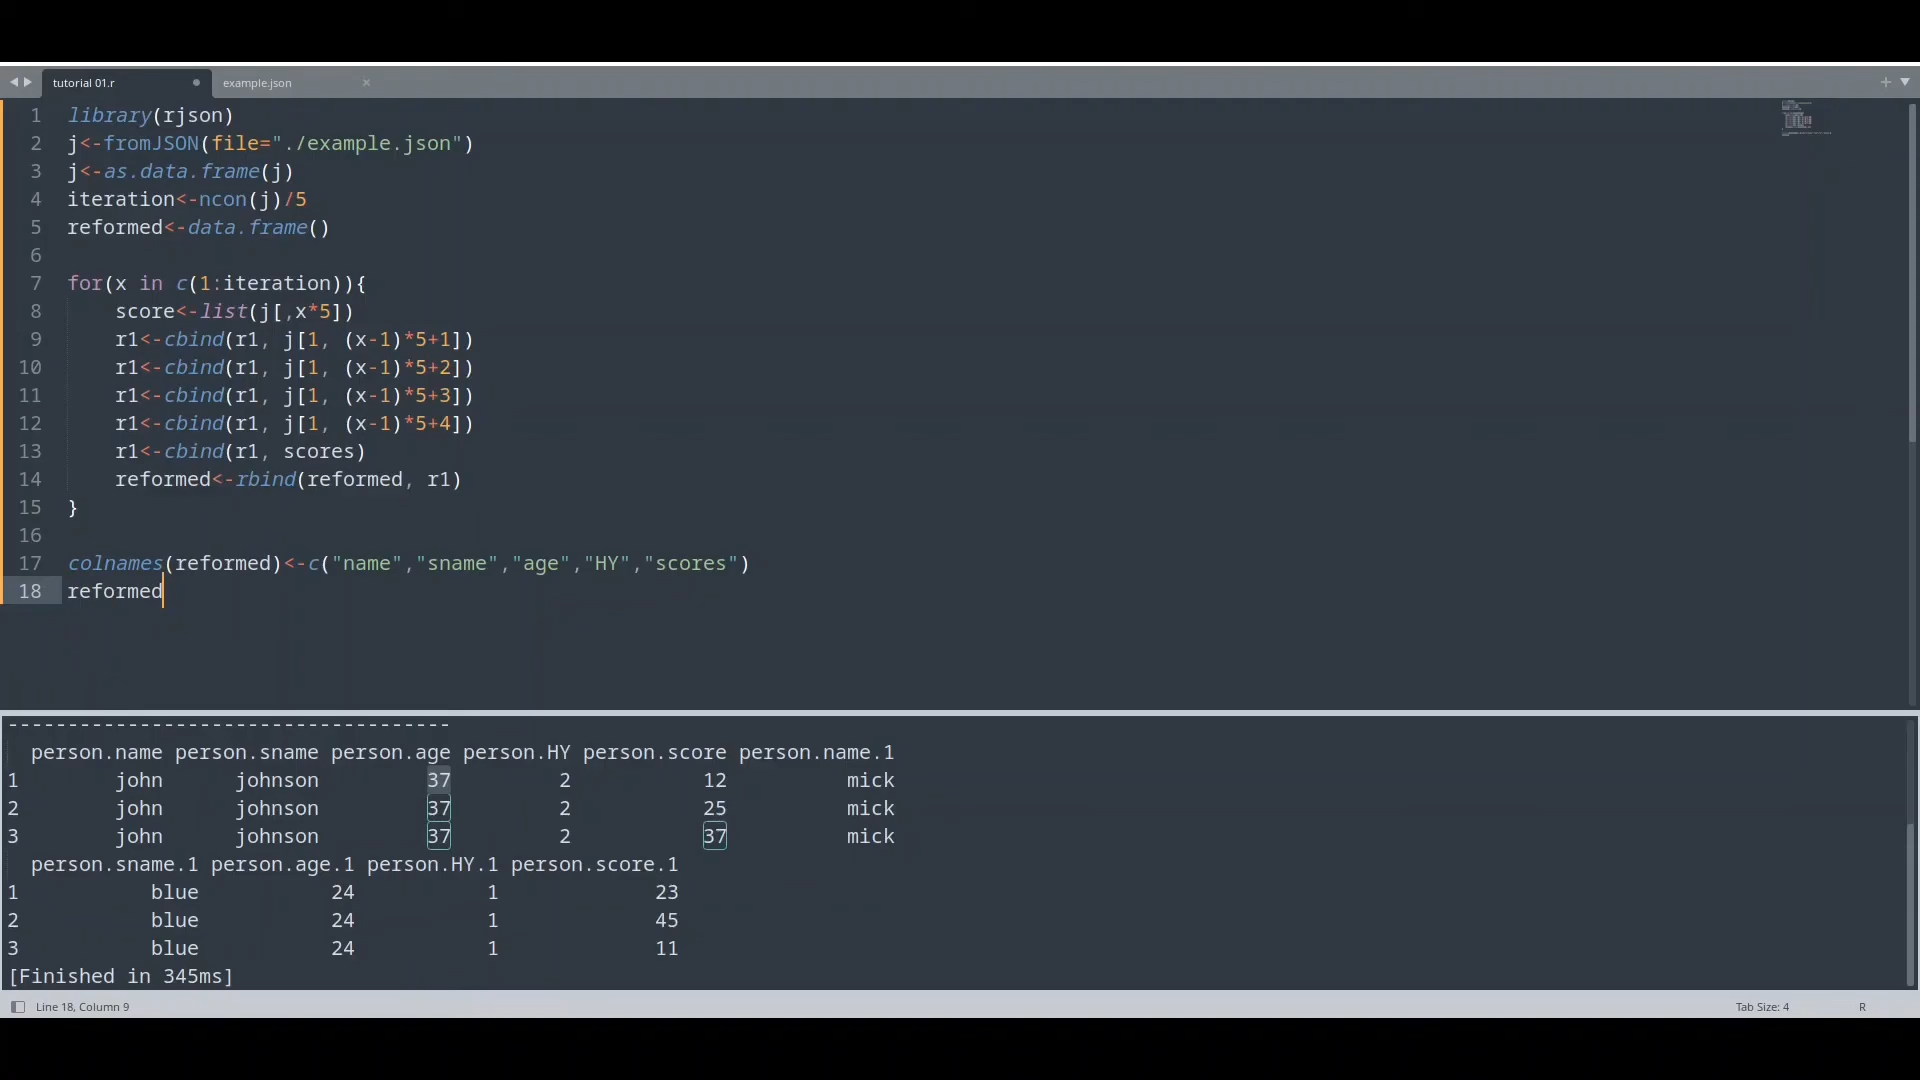 tutorial 01.r
example.json
1 library(rjson)
2 j<-fromJSON(file="./example.json")
3 j<-as.data.frame(j)
4 iteration<-ncon(j)/5
5 reformed<-data.frame()
6
7 for(x in c(1:iteration)){
8 score<-list(j[,x*5])
9 r1<-cbind(r1, j[1, (x-1)*5+1])
10 r1<-cbind(r1, j[1, (x-1)*5+2])
11 r1<-cbind(r1, j[1, (x-1)*5+3])
12 r1<-cbind(r1, j[1, (x-1)*5+4])
13 r1<-cbind(r1, scores)
14 reformed<-rbind(reformed, r1)
15 }
16
17 colnames(reformed)<-c("name","sname","age","HY","scores")
18 reformed
-------------------------------------
person.name person.sname person.age person.HY person.score person.name.1
1 john johnson 37 2 12 mick
2 john johnson 37 2 25 mick
3 john johnson 37 2 37 mick
person.sname.1 person.age.1 person.HY.1 person.score.1
1 blue 24 1 23
2 blue 24 1 45
3 blue 24 1 11
[Finished in 345ms]
Line 18, Column 9
Tab Size: 4
R